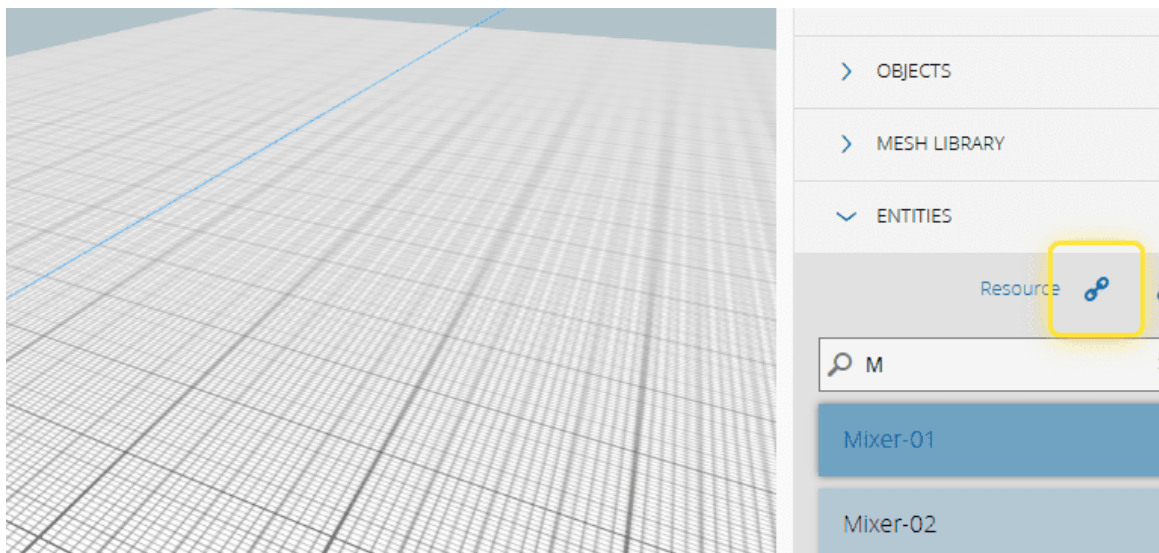 OBJECTS
MESH LIBRARY
ENTITIES
Resource
M
Mixer-01
Mixer-02